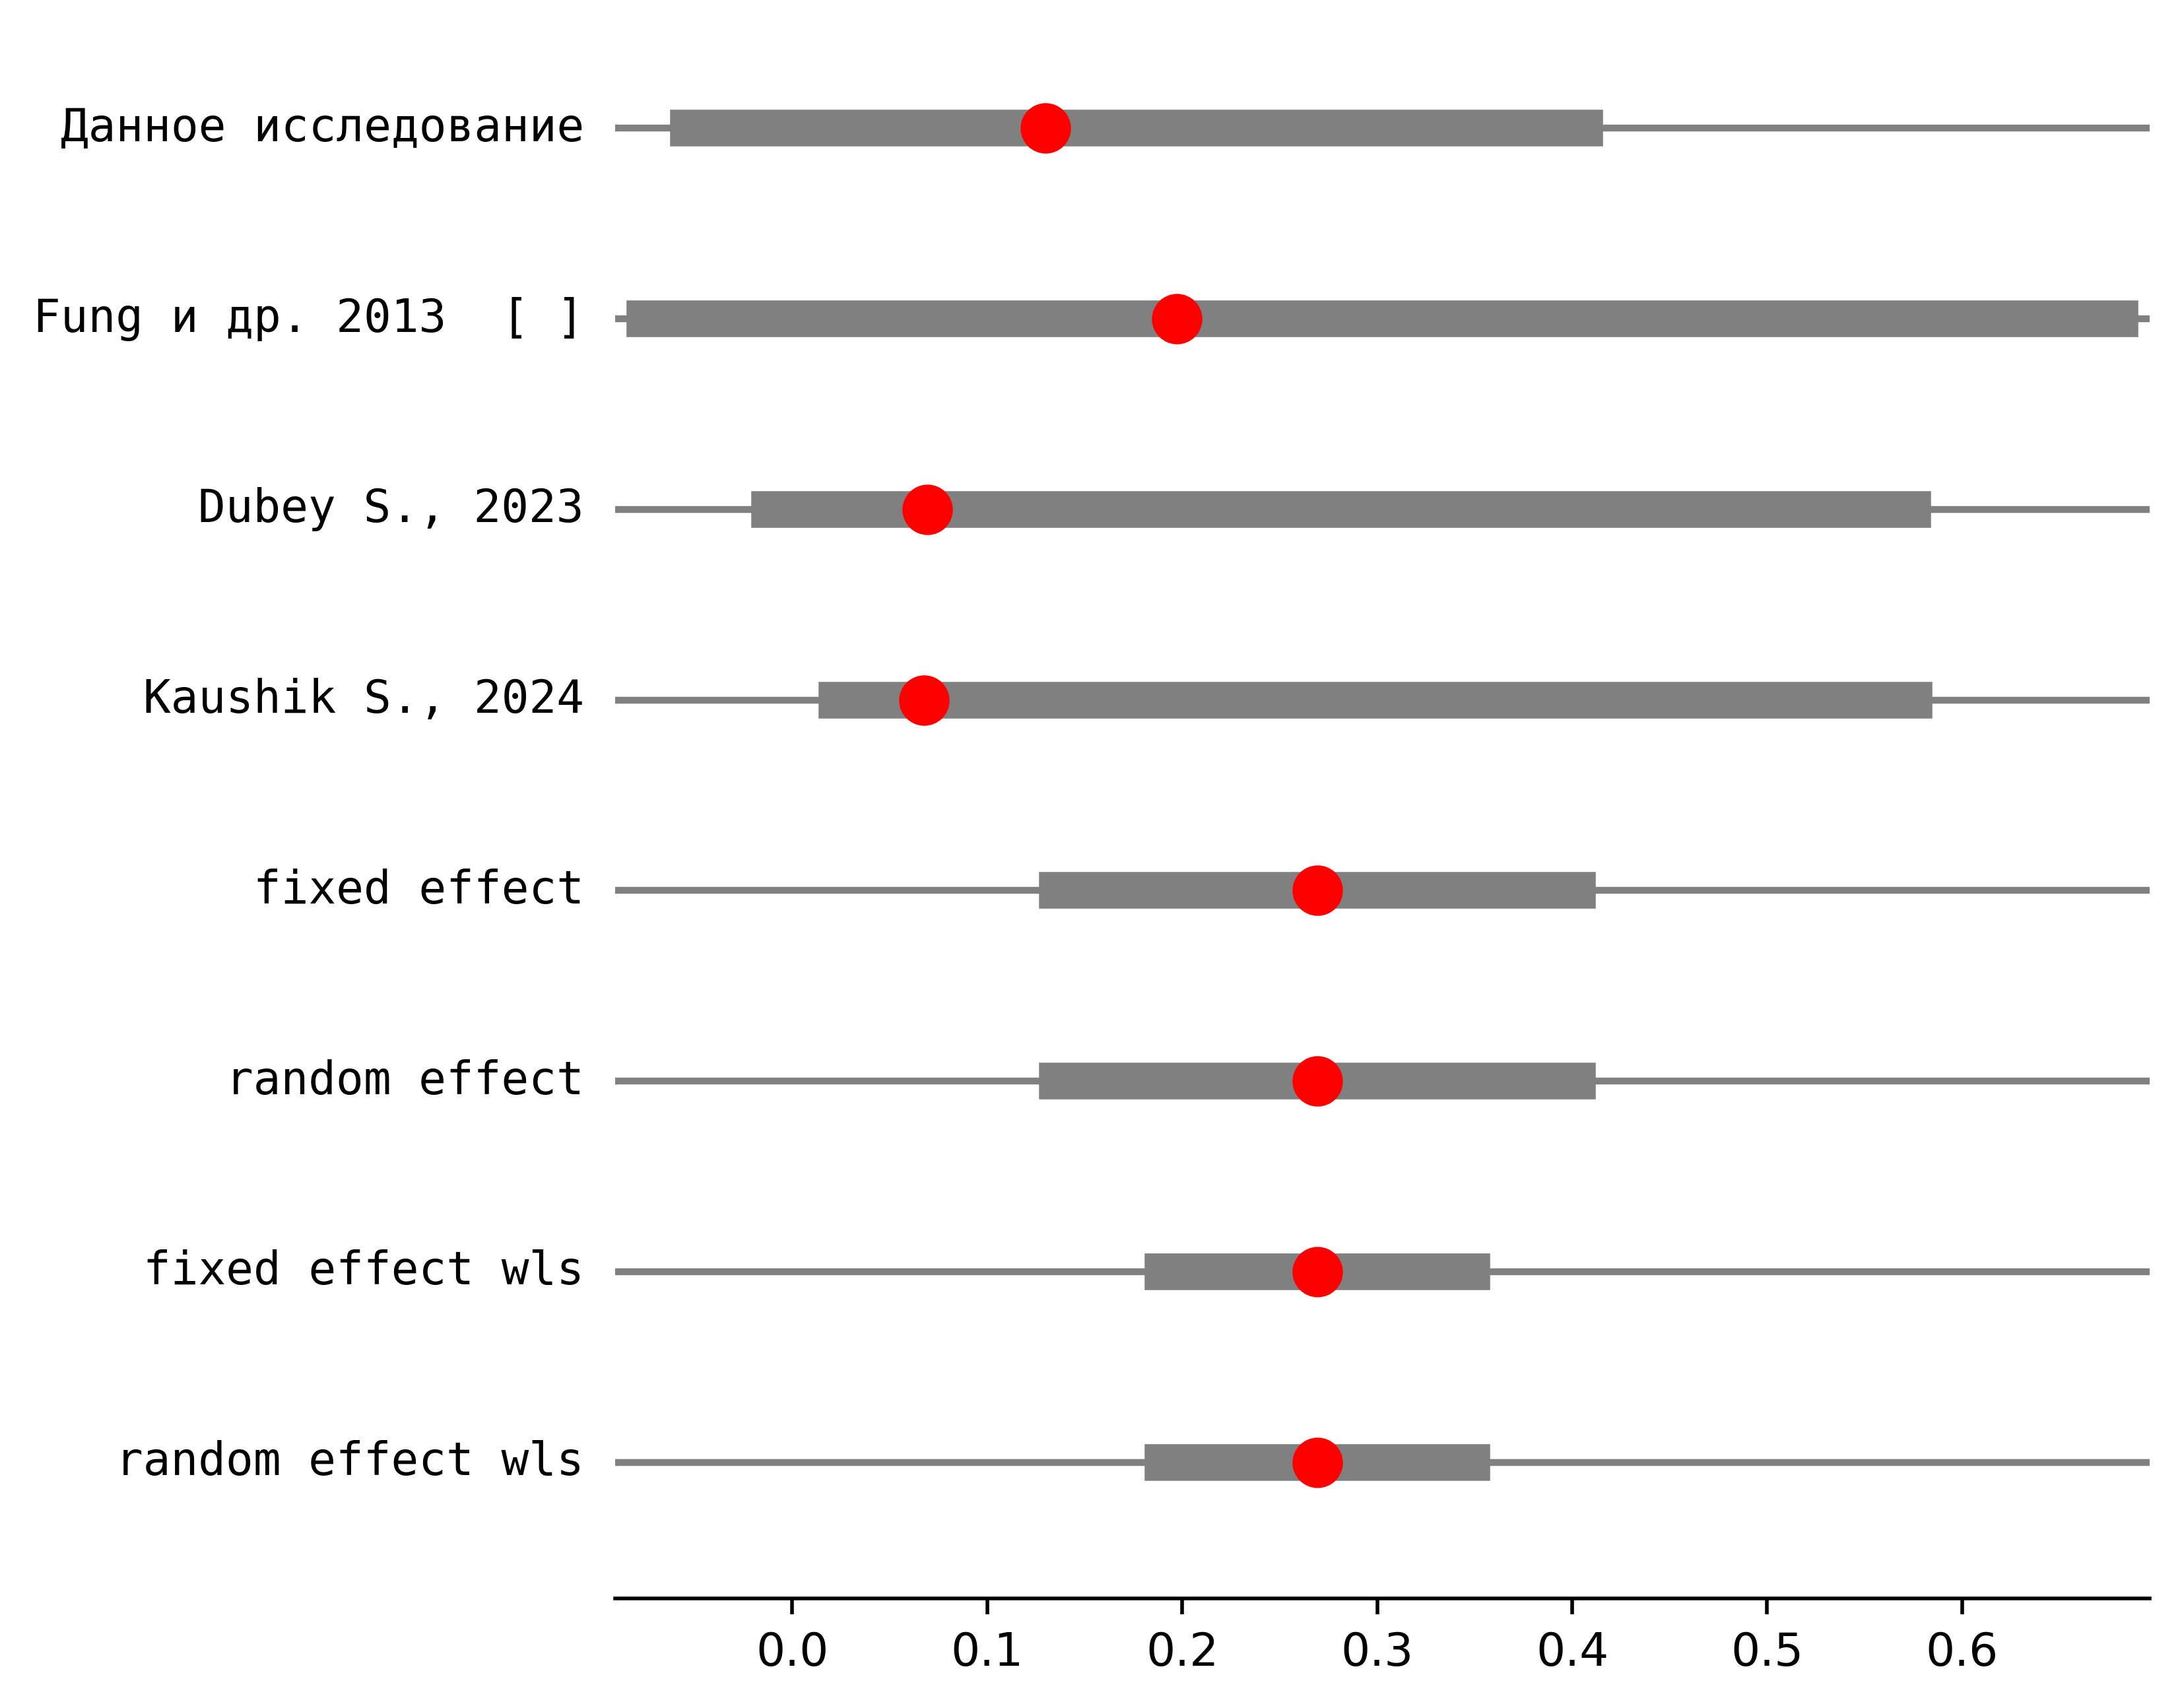 Данное исследование
Fung и др. 2013  [ ]
Dubey S., 2023
Kaushik S., 2024
fixed effect
random effect
fixed effect wls
random effect wls
0.0 0.1 0.2 0.3 0.4 0.5 0.6